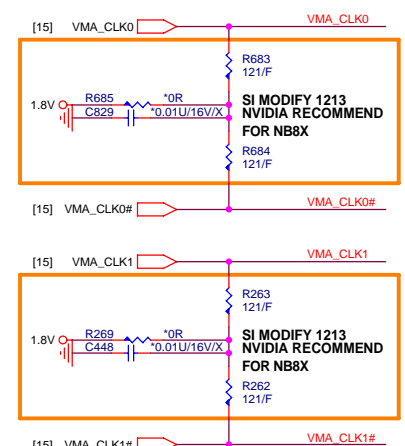 [15] VMA_CLK0 VMA_CLK0
R683
121/F
1.8V R685 *0R SI MODIFY 1213
C829 *0.01U/16V/X NVIDIA RECOMMEND
FOR NB8X
R684
121/F
[15] VMA_CLK0# VMA_CLK0#
[15] VMA_CLK1 VMA_CLK1
R263
121/F
1.8V R269 *0R SI MODIFY 1213
C448 *0.01U/16V/X NVIDIA RECOMMEND
FOR NB8X
R262
121/F
[15] VMA_CLK1# VMA_CLK1#